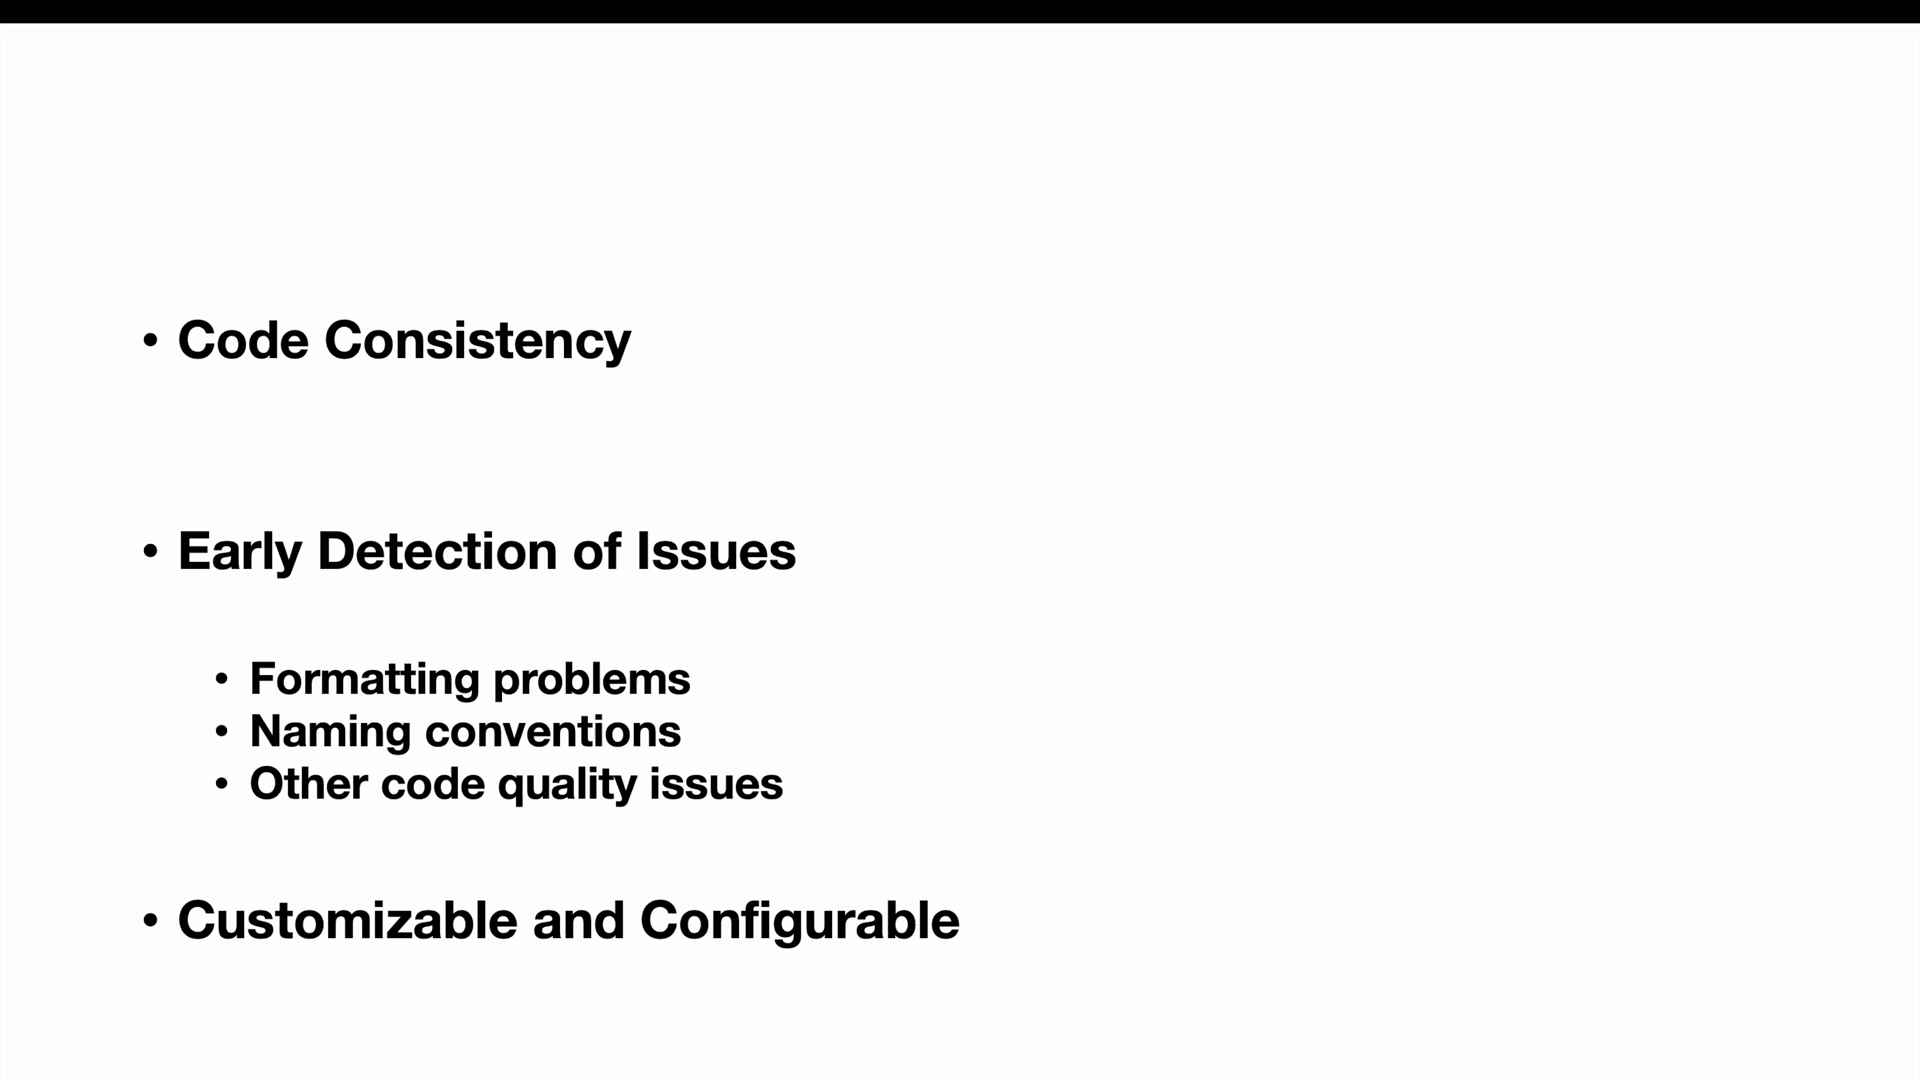 • Code Consistency
• Early Detection of Issues
• Formatting problems
• Naming conventions
• Other code quality issues
• Customizable and Configurable